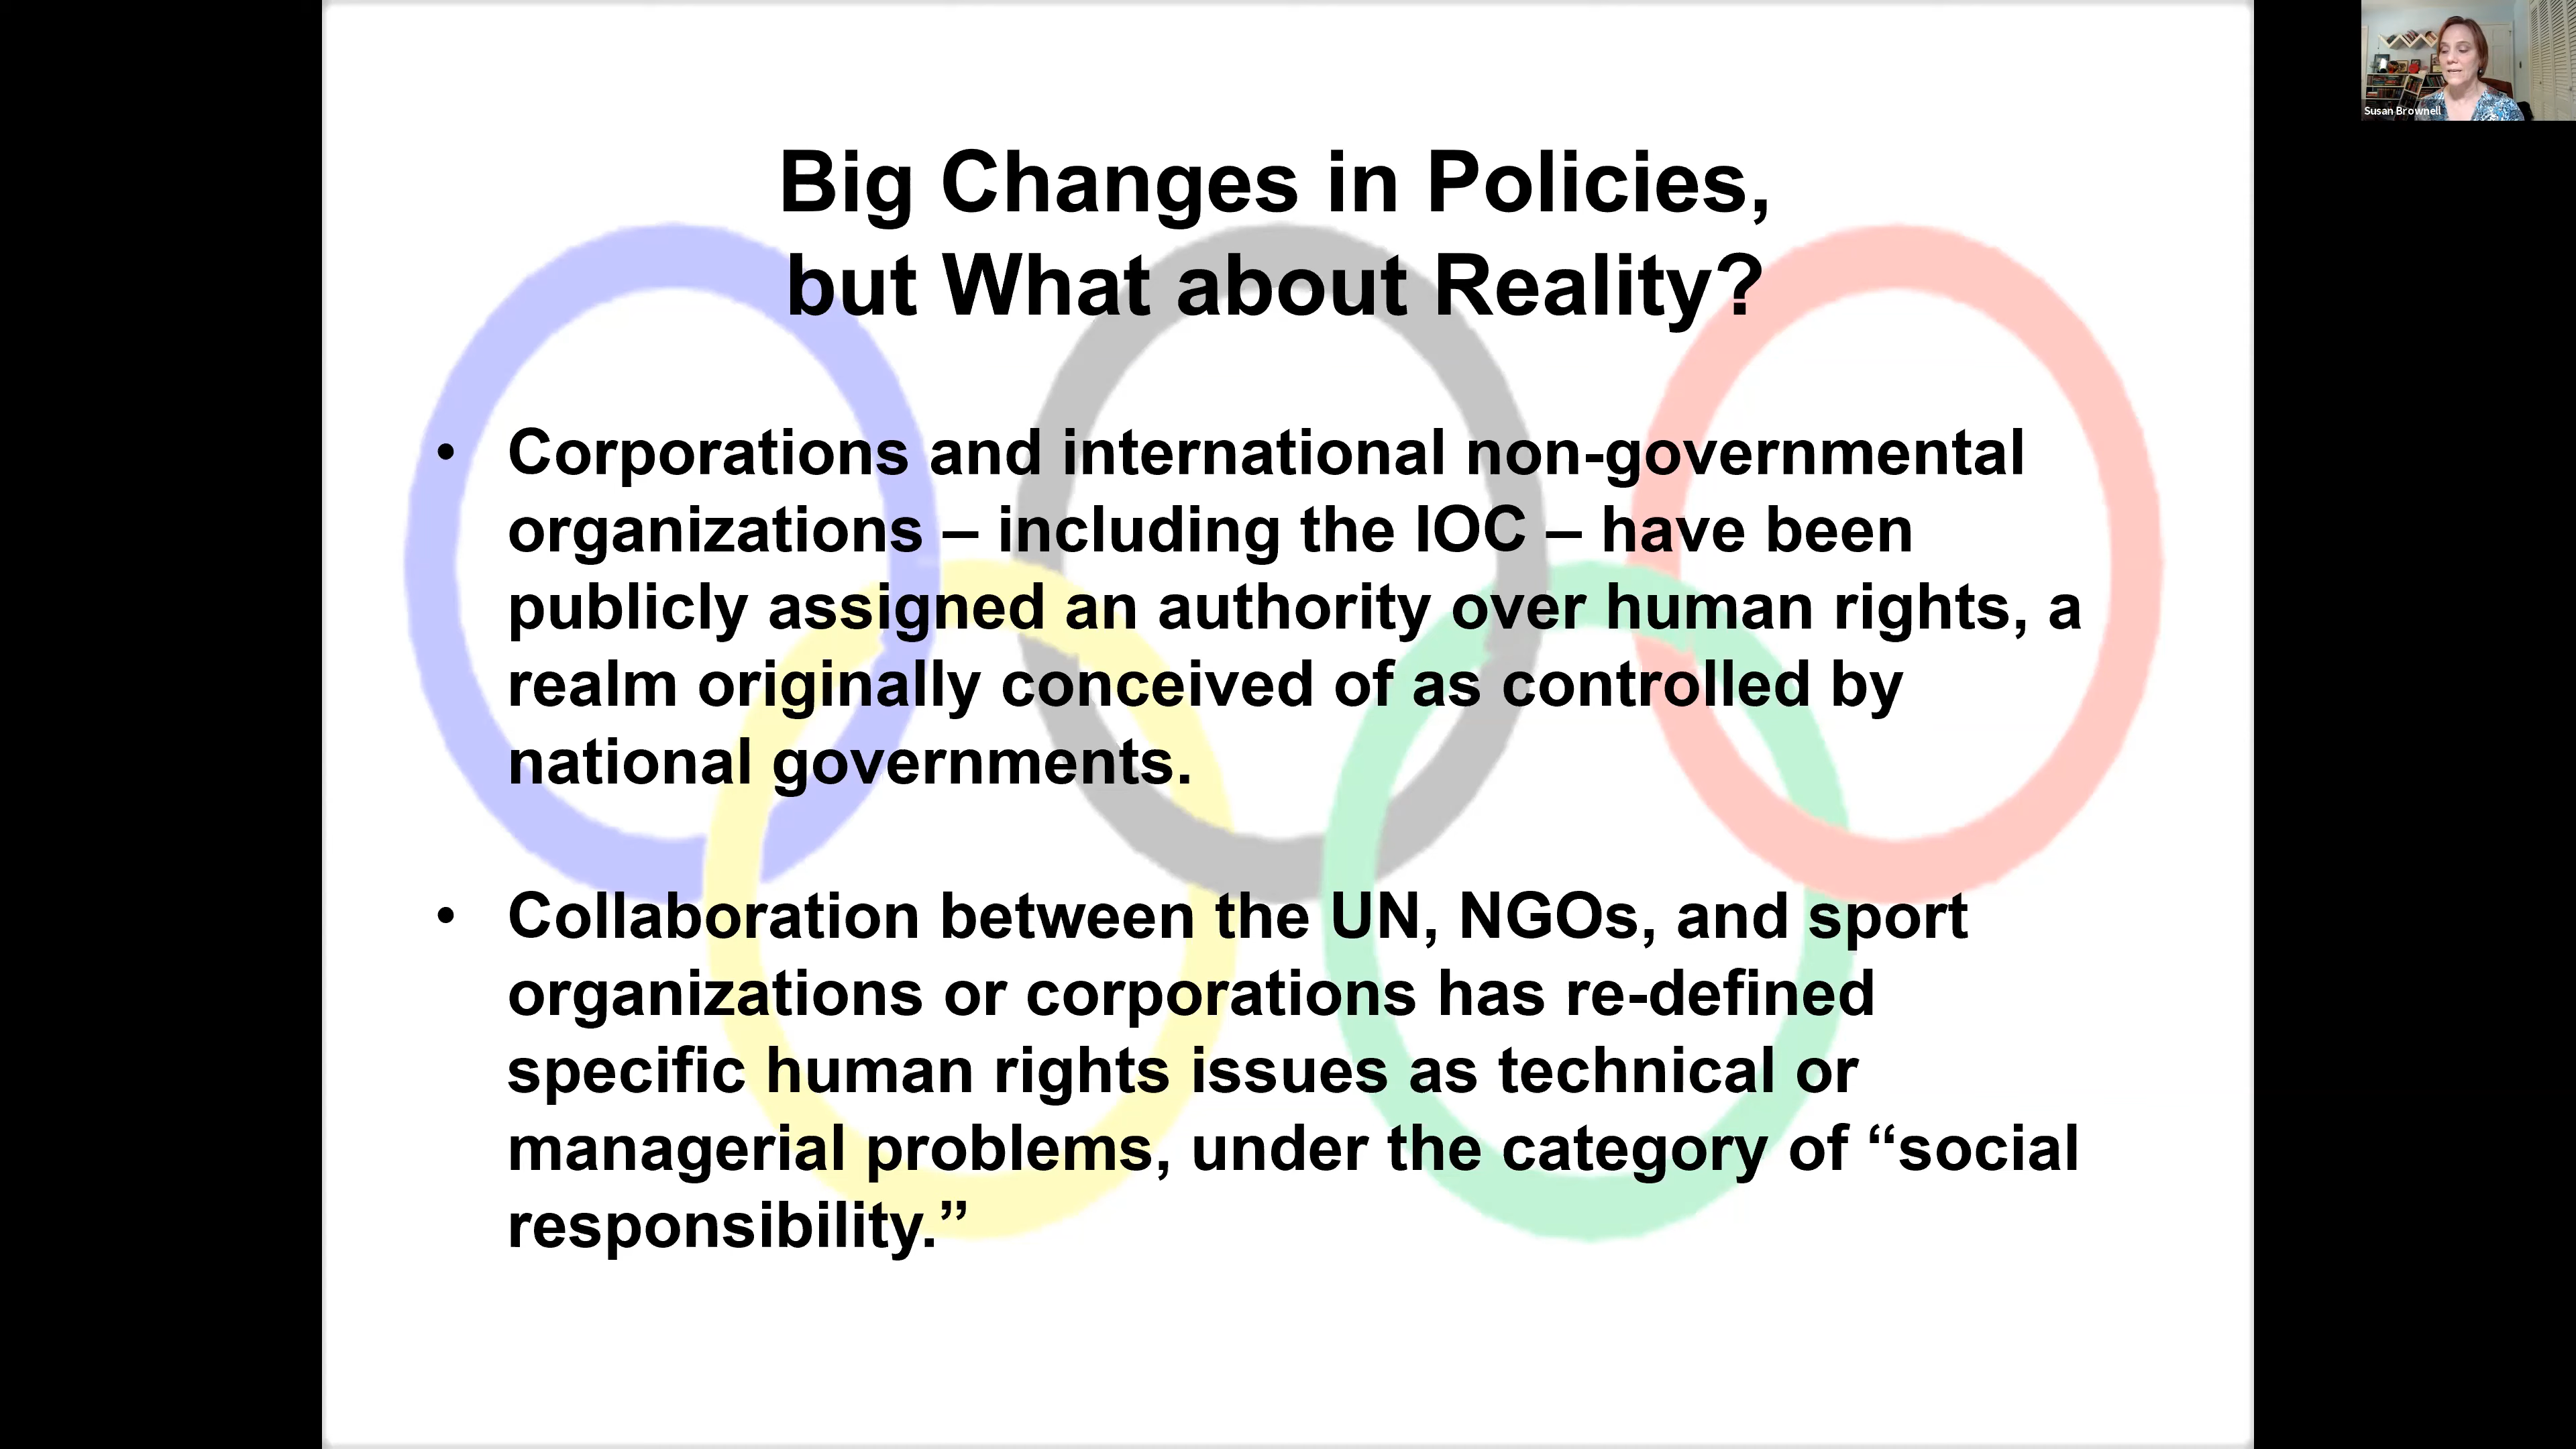 Big Changes in Policies,
but What about Reality?
• Corporations and international non-governmental
organizations – including the IOC – have been
publicly assigned an authority over human rights, a
realm originally conceived of as controlled by
national governments.
• Collaboration between the UN, NGOs, and sport
organizations or corporations has re-defined
specific human rights issues as technical or
managerial problems, under the category of “social
responsibility.”
Susan Brownell